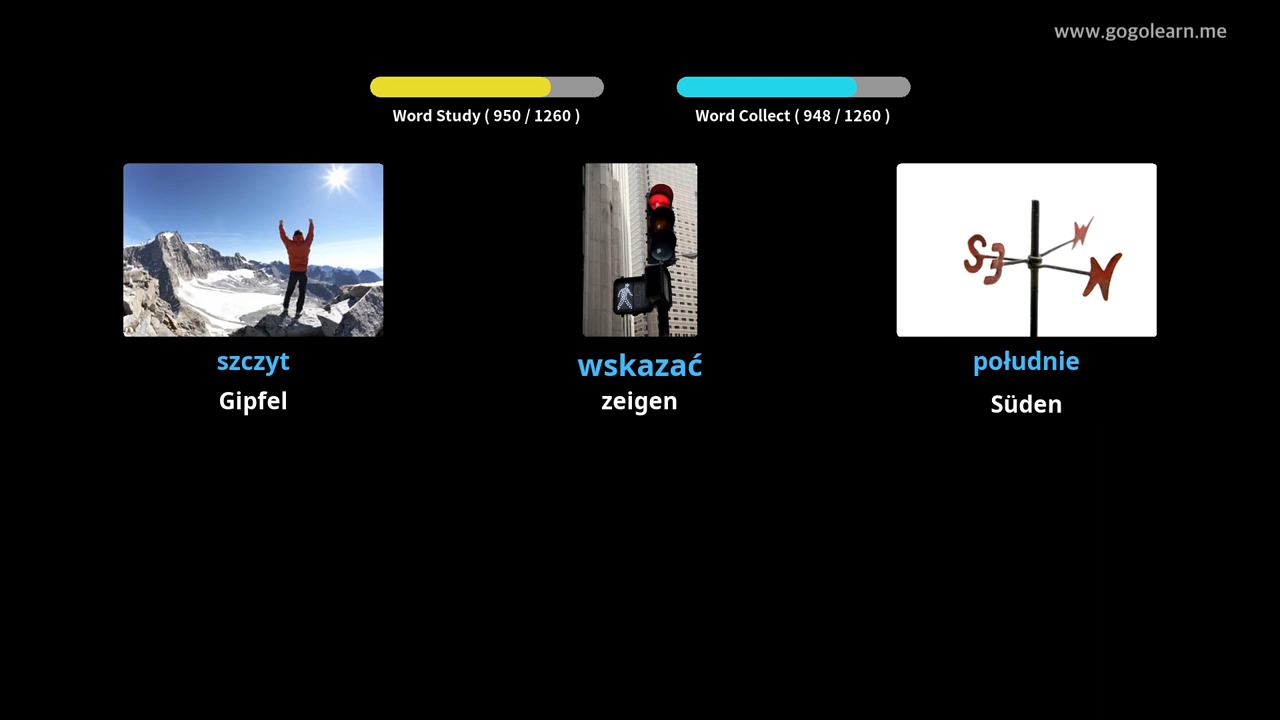 www.gogolearn.me
Word Study ( 950 / 1260 )
Word Collect ( 948 / 1260 )
S E N N
szczyt
wskazać
południe
Gipfel
zeigen
Süden